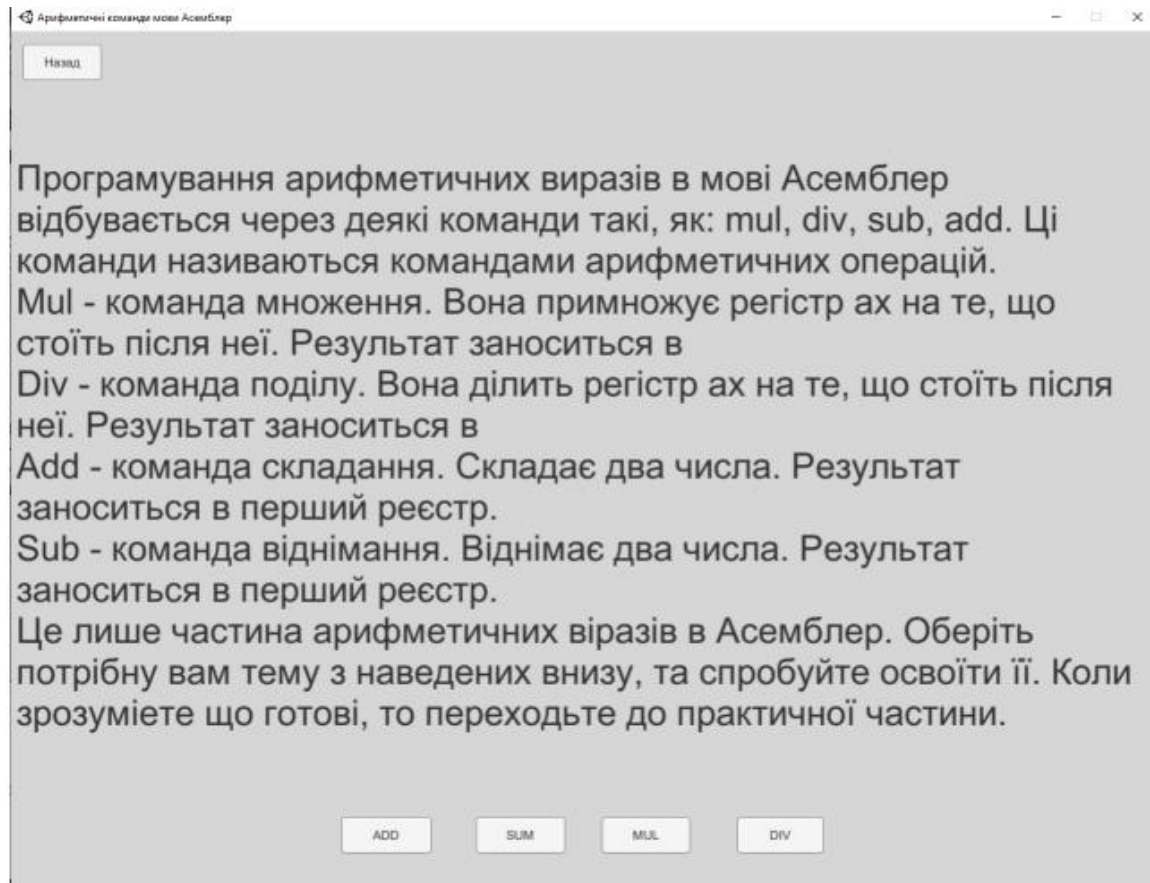 Арифметичні команди мови Асемблер
Назад
Програмування арифметичних виразів в мові Асемблер
відбувається через деякі команди такі, як: mul, div, sub, add. Ці
команди називаються командами арифметичних операцій.
Mul - команда множення. Вона примножує регістр ах на те, що
стоїть після неї. Результат заноситься в
Div - команда поділу. Вона ділить регістр ах на те, що стоїть після
неї. Результат заноситься в
Add - команда складання. Складає два числа. Результат
заноситься в перший реєстр.
Sub - команда віднімання. Віднімає два числа. Результат
заноситься в перший реєстр.
Це лише частина арифметичних віразів в Асемблер. Оберіть
потрібну вам тему з наведених внизу, та спробуйте освоїти її. Коли
зрозумієте що готові, то переходьте до практичної частини.
ADD SUM MUL DIV